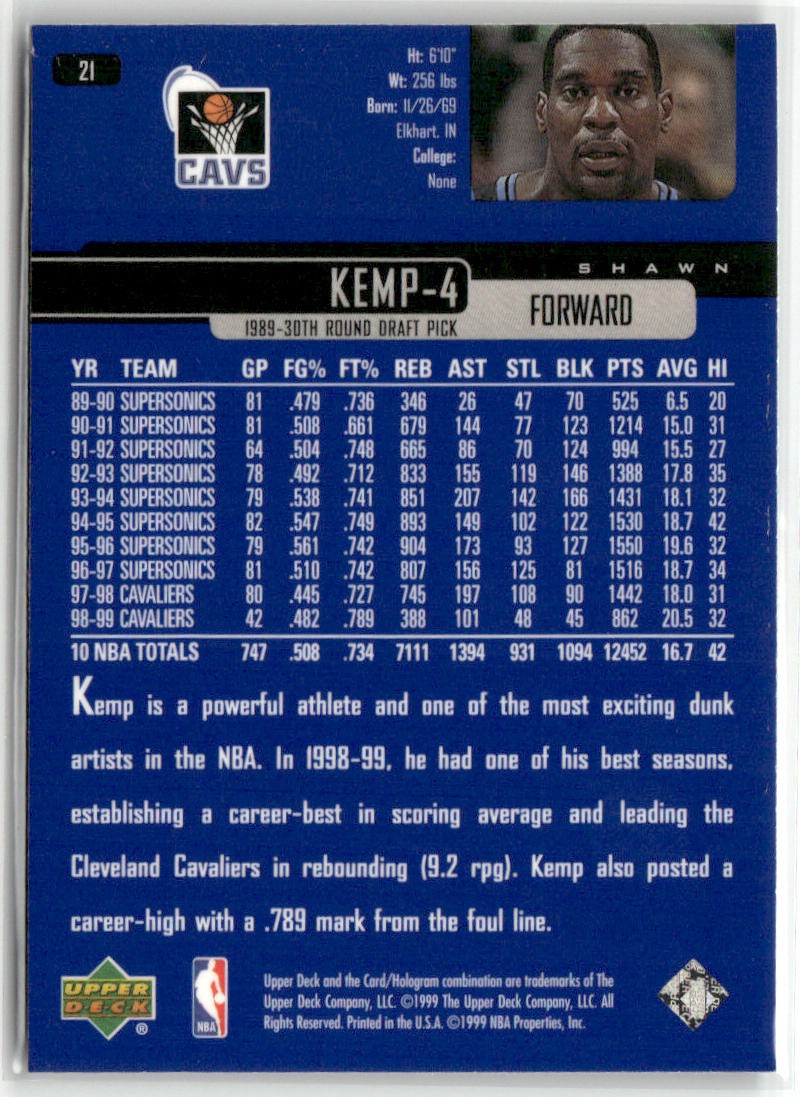 21
CAVS
Ht: 6'10"
Wt: 256 lbs
Born: 11/26/69
Elkhart, IN
College:
None
SHAWN
KEMP-4
FORWARD
1989-30TH ROUND DRAFT PICK
YR TEAM GP FG% FT% REB AST STL BLK PTS AVG HI
89-90 SUPERSONICS 81 .479 .736 346 26 47 70 525 6.5 20
90-91 SUPERSONICS 81 .508 .661 679 144 77 123 1214 15.0 31
91-92 SUPERSONICS 64 .504 .748 665 86 70 124 994 15.5 27
92-93 SUPERSONICS 78 .492 .712 833 155 119 146 1388 17.8 35
93-94 SUPERSONICS 79 .538 .741 851 207 142 166 1431 18.1 32
94-95 SUPERSONICS 82 .547 .749 893 149 102 122 1530 18.7 42
95-96 SUPERSONICS 79 .561 .742 904 173 93 127 1550 19.6 32
96-97 SUPERSONICS 81 .510 .742 807 156 125 81 1516 18.7 34
97-98 CAVALIERS 80 .445 .727 745 197 108 90 1442 18.0 31
98-99 CAVALIERS 42 .482 .789 388 101 48 45 862 20.5 32
10 NBA TOTALS 747 .508 .734 7111 1394 931 1094 12452 16.7 42
Kemp is a powerful athlete and one of the most exciting dunk
artists in the NBA. In 1998-99, he had one of his best seasons,
establishing a career-best in scoring average and leading the
Cleveland Cavaliers in rebounding (9.2 rpg). Kemp also posted a
career-high with a .789 mark from the foul line.
UPPER
DECK
®
NBA
Upper Deck and the Card/Hologram combination are trademarks of The
Upper Deck Company, LLC. ©1999 The Upper Deck Company, LLC. All
Rights Reserved. Printed in the U.S.A. ©1999 NBA Properties, Inc.